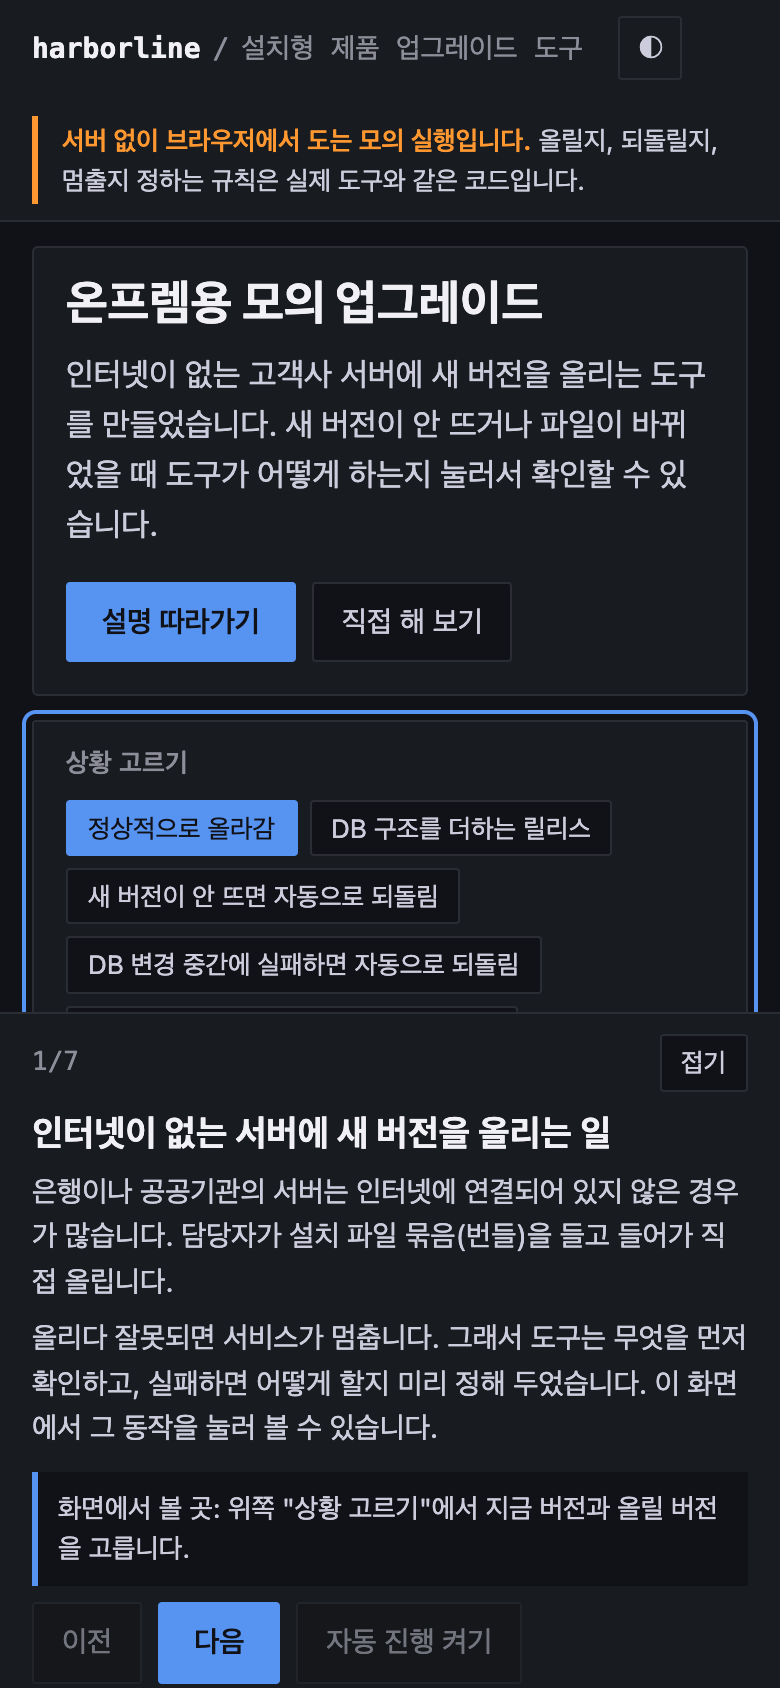 harborline / 설치형 제품 업그레이드 도구
서버 없이 브라우저에서 도는 모의 실행입니다. 올릴지, 되돌릴지,
멈출지 정하는 규칙은 실제 도구와 같은 코드입니다.
온프렘용 모의 업그레이드
인터넷이 없는 고객사 서버에 새 버전을 올리는 도구
를 만들었습니다. 새 버전이 안 뜨거나 파일이 바뀌
었을 때 도구가 어떻게 하는지 눌러서 확인할 수 있
습니다.
설명 따라가기
직접 해 보기
상황 고르기
정상적으로 올라감
DB 구조를 더하는 릴리스
새 버전이 안 뜨면 자동으로 되돌림
DB 변경 중간에 실패하면 자동으로 되돌림
1/7
접기
인터넷이 없는 서버에 새 버전을 올리는 일
은행이나 공공기관의 서버는 인터넷에 연결되어 있지 않은 경우
가 많습니다. 담당자가 설치 파일 묶음(번들)을 들고 들어가 직
접 올립니다.
올리다 잘못되면 서비스가 멈춥니다. 그래서 도구는 무엇을 먼저
확인하고, 실패하면 어떻게 할지 미리 정해 두었습니다. 이 화면
에서 그 동작을 눌러 볼 수 있습니다.
화면에서 볼 곳: 위쪽 "상황 고르기"에서 지금 버전과 올릴 버전
을 고릅니다.
이전
다음
자동 진행 켜기